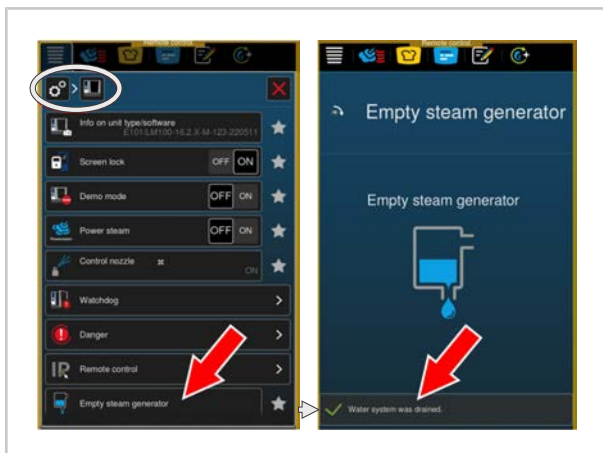 Remote control
Info on unit type/software
E101/LM100-16.2.X-M-123-220511
Screen lock
OFF ON
Demo mode
OFF ON
Power steam
OFF ON
Control nozzle
ON
Watchdog
Danger
IR Remote control
Empty steam generator
Remote control
Empty steam generator
Empty steam generator
Water system was drained.